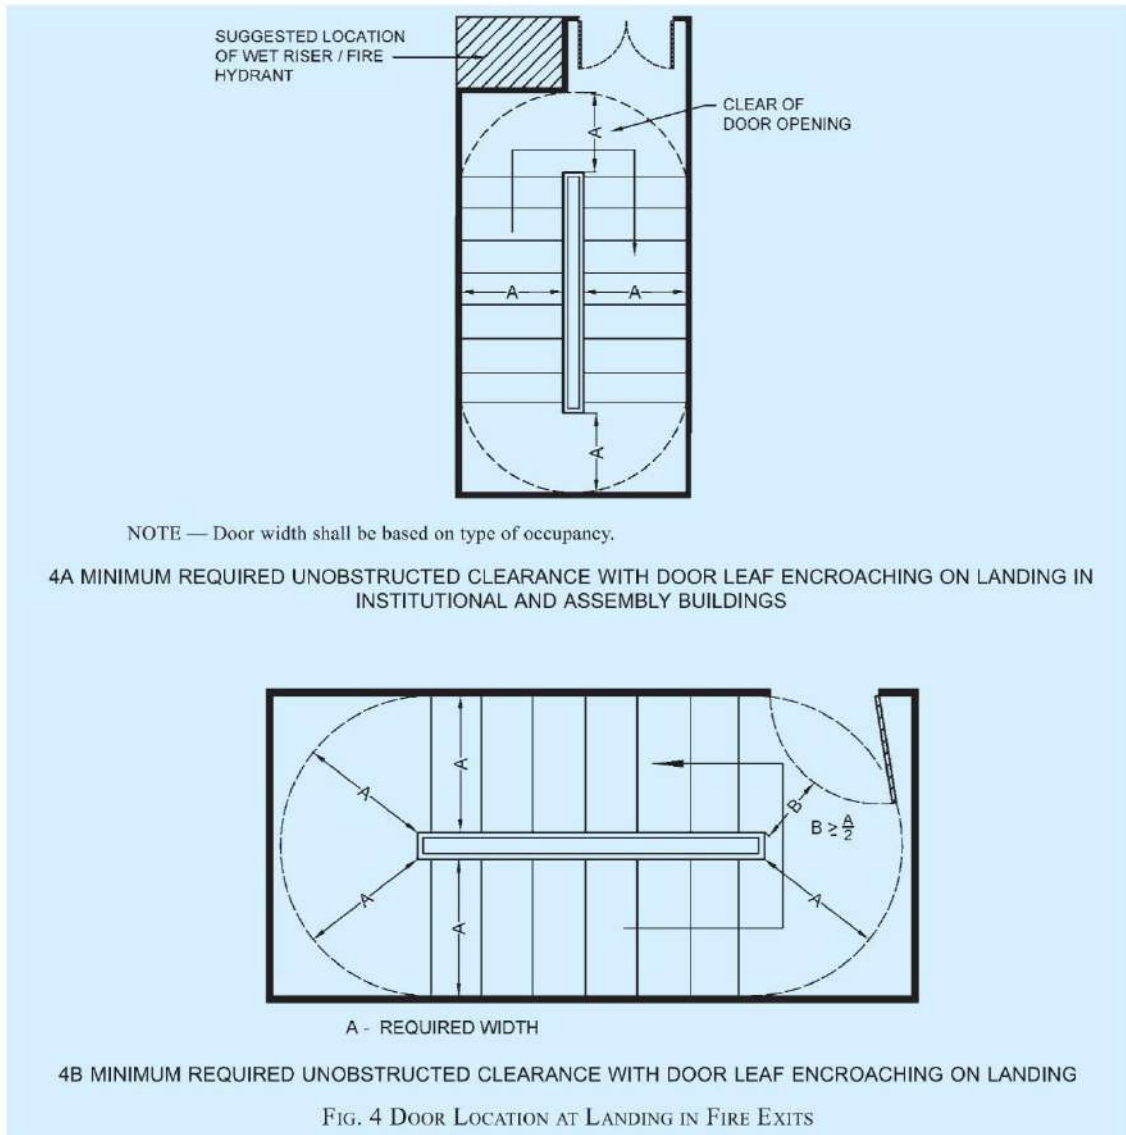 SUGGESTED LOCATION
OF WET RISER / FIRE
HYDRANT
CLEAR OF
DOOR OPENING
A
A
A
A
NOTE — Door width shall be based on type of occupancy.
4A MINIMUM REQUIRED UNOBSTRUCTED CLEARANCE WITH DOOR LEAF ENCROACHING ON LANDING IN
INSTITUTIONAL AND ASSEMBLY BUILDINGS
A
A
B
B ≥ A/2
A
A
A
A - REQUIRED WIDTH
4B MINIMUM REQUIRED UNOBSTRUCTED CLEARANCE WITH DOOR LEAF ENCROACHING ON LANDING
FIG. 4 DOOR LOCATION AT LANDING IN FIRE EXITS